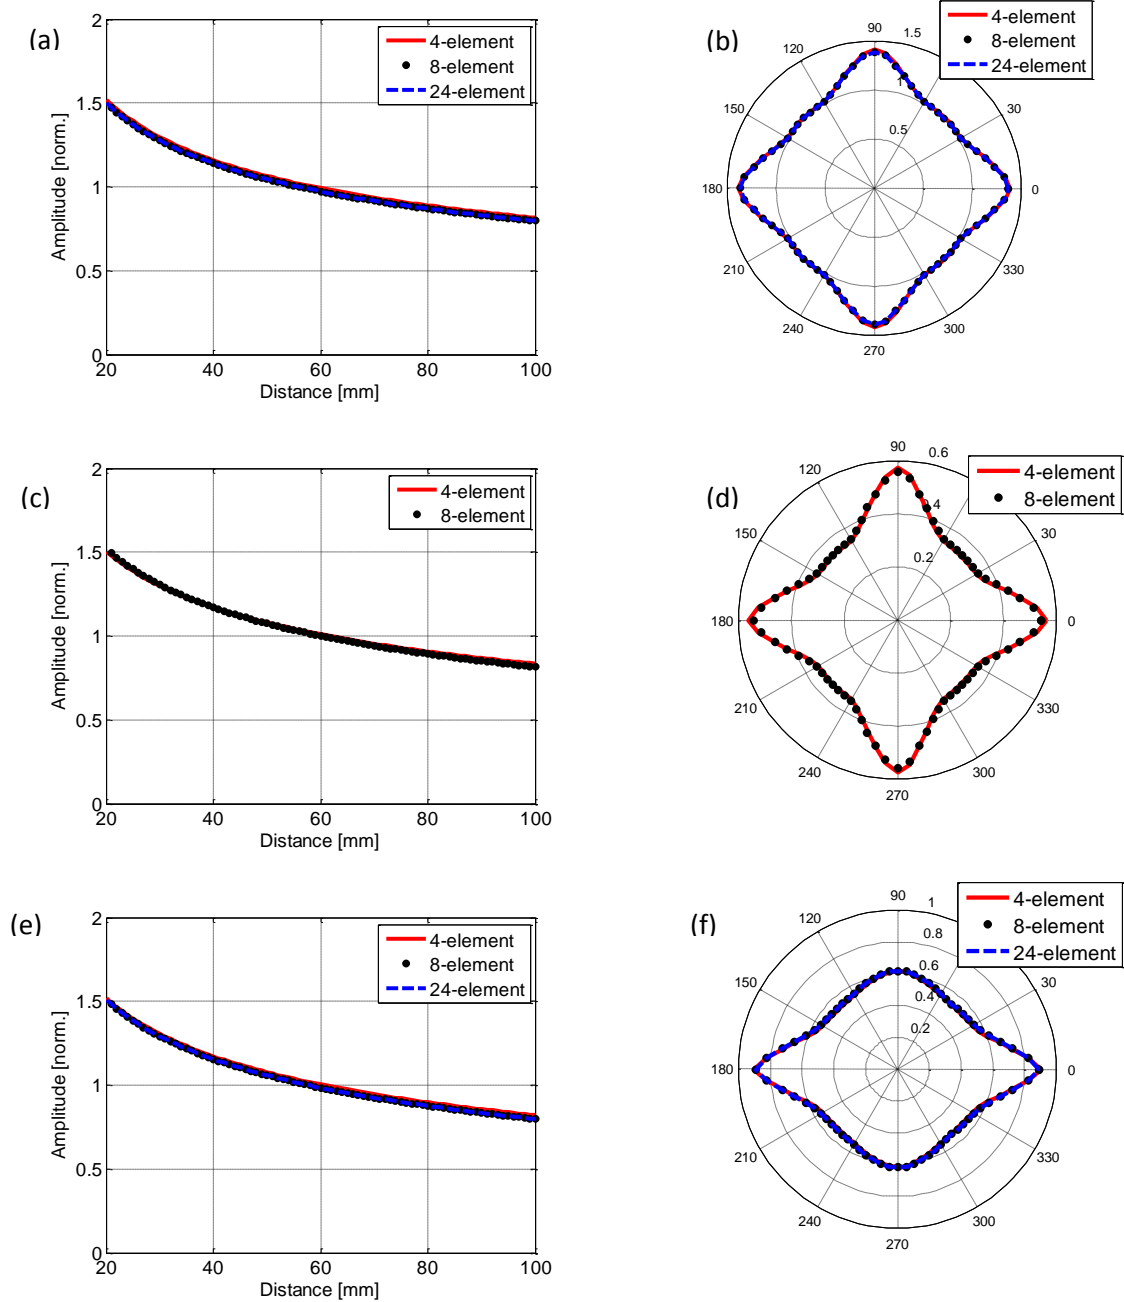 (a)
2
1.5
1
0.5
0
20
40
60
80
100
Amplitude [norm.]
Distance [mm]
4-element
8-element
24-element
(b)
90
1.5
120
1
150
30
0.5
180
0
210
330
240
300
270
4-element
8-element
24-element
(c)
2
1.5
1
0.5
0
20
40
60
80
100
Amplitude [norm.]
Distance [mm]
4-element
8-element
(d)
90
0.6
120
0.4
150
30
0.2
180
0
210
330
240
300
270
4-element
8-element
(e)
2
1.5
1
0.5
0
20
40
60
80
100
Amplitude [norm.]
Distance [mm]
4-element
8-element
24-element
(f)
90
1
120
0.8
0.6
150
30
0.4
0.2
180
0
210
330
240
300
270
4-element
8-element
24-element